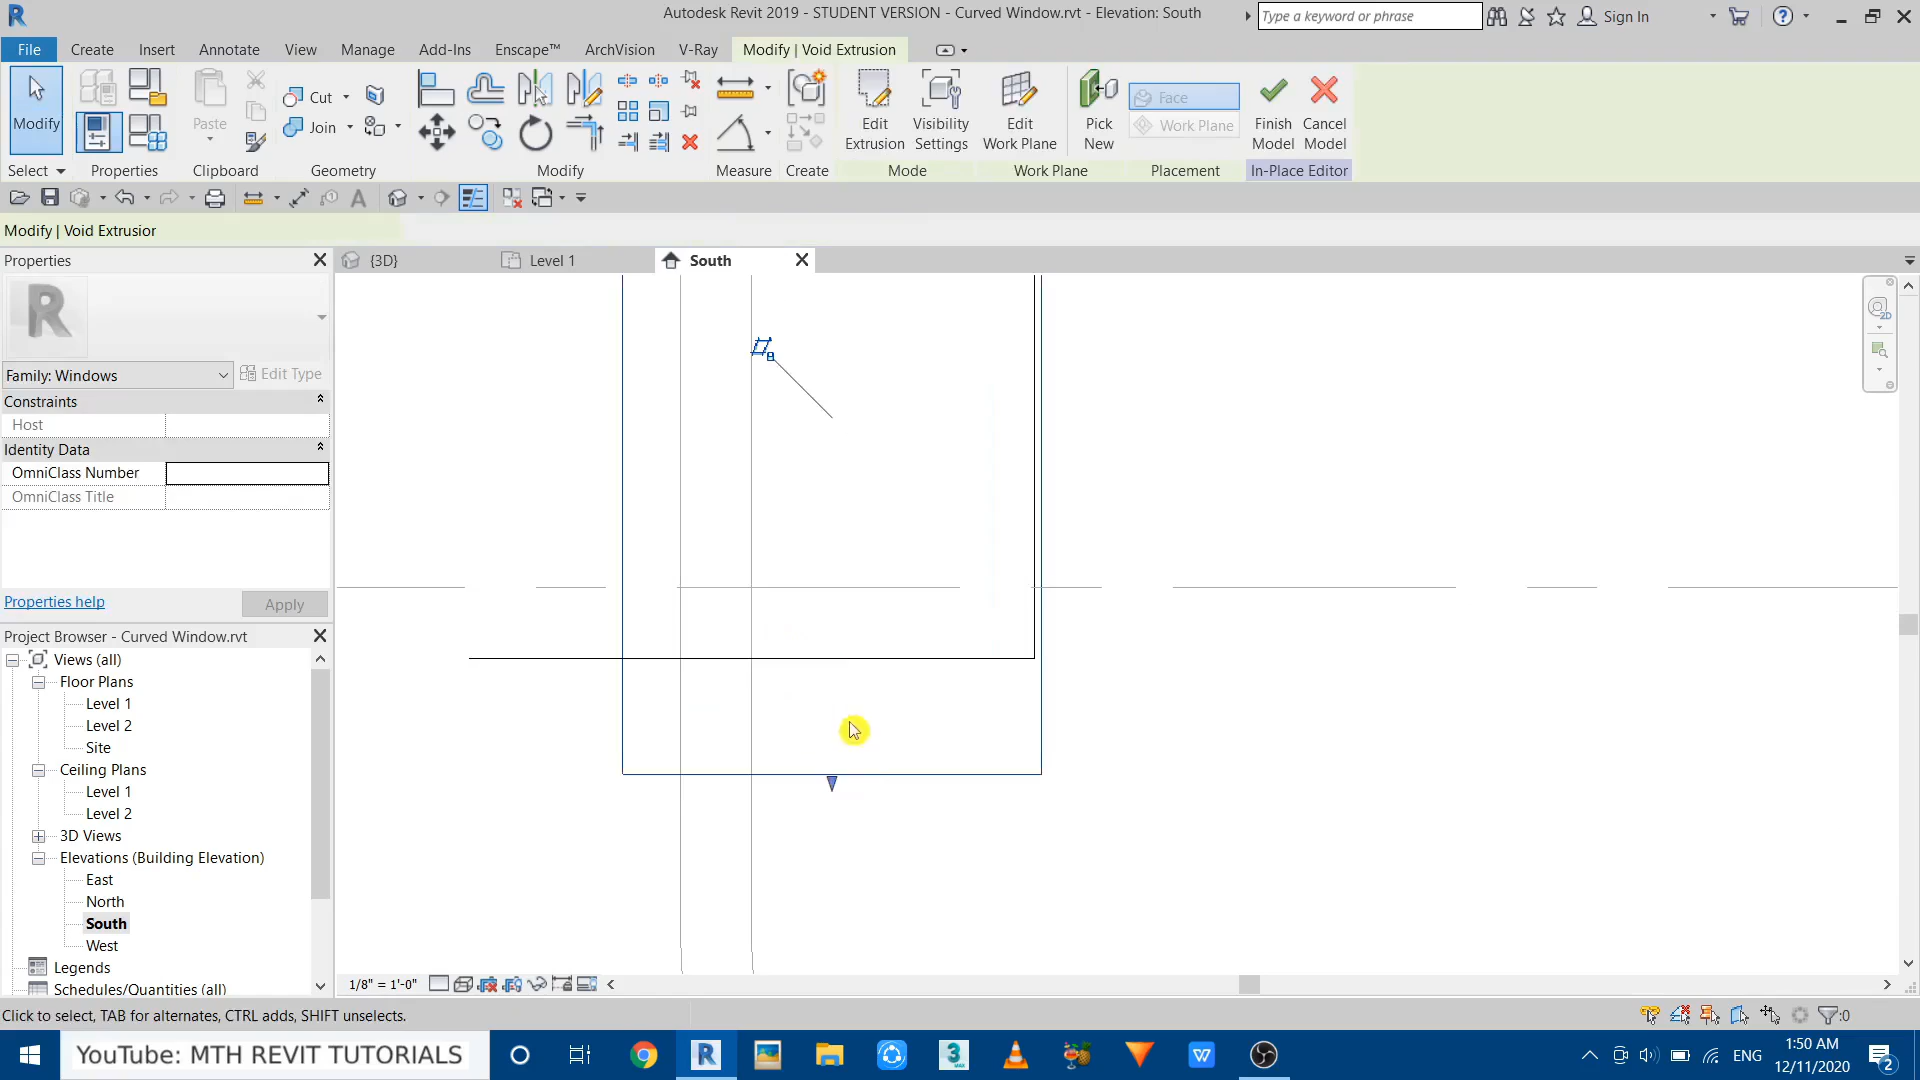 Autodesk Revit 2019 - STUDENT VERSION - Curved Window.rvt - Elevation: South
Type a keyword or phrase
Sign In
File Create Insert Annotate View Manage Add-Ins Enscape™ ArchVision V-Ray Modify | Void Extrusion
Modify
Paste
Cut
Join
Edit Extrusion
Visibility Settings
Edit Work Plane
Pick New
Face
Work Plane
Finish Model
Cancel Model
Select Properties Clipboard Geometry Modify Measure Create Mode Work Plane Placement In-Place Editor
Modify | Void Extrusior
Properties
{3D}
Level 1
South
Family: Windows
Edit Type
Constraints
Host
Identity Data
OmniClass Number
OmniClass Title
Properties help
Apply
Project Browser - Curved Window.rvt
Views (all)
Floor Plans
Level 1
Level 2
Site
Ceiling Plans
Level 1
Level 2
3D Views
Elevations (Building Elevation)
East
North
South
West
Legends
Schedules/Quantities (all)
1/8" = 1'-0"
Click to select, TAB for alternates, CTRL adds, SHIFT unselects.
:0
YouTube: MTH REVIT TUTORIALS
ENG
1:50 AM
12/11/2020
2